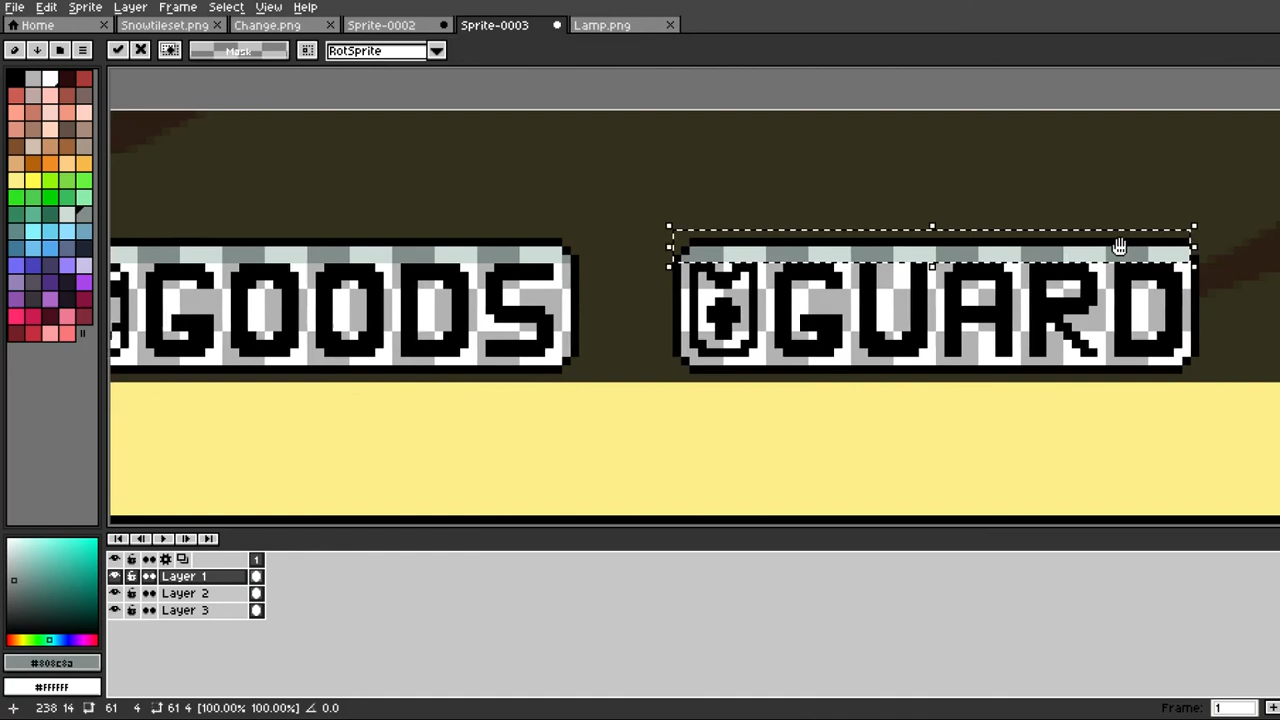 File Edit Sprite Layer Frame Select View Help
Home Snowtileset.png Change.png Sprite-0002 Sprite-0003 Lamp.png
Mask RotSprite
GOODS GUARD
1
Layer 1
Layer 2
Layer 3
#808c8a
#ffffff
238 14 61 4 61 4 [100.00% 100.00%] 0.0 Frame: 1